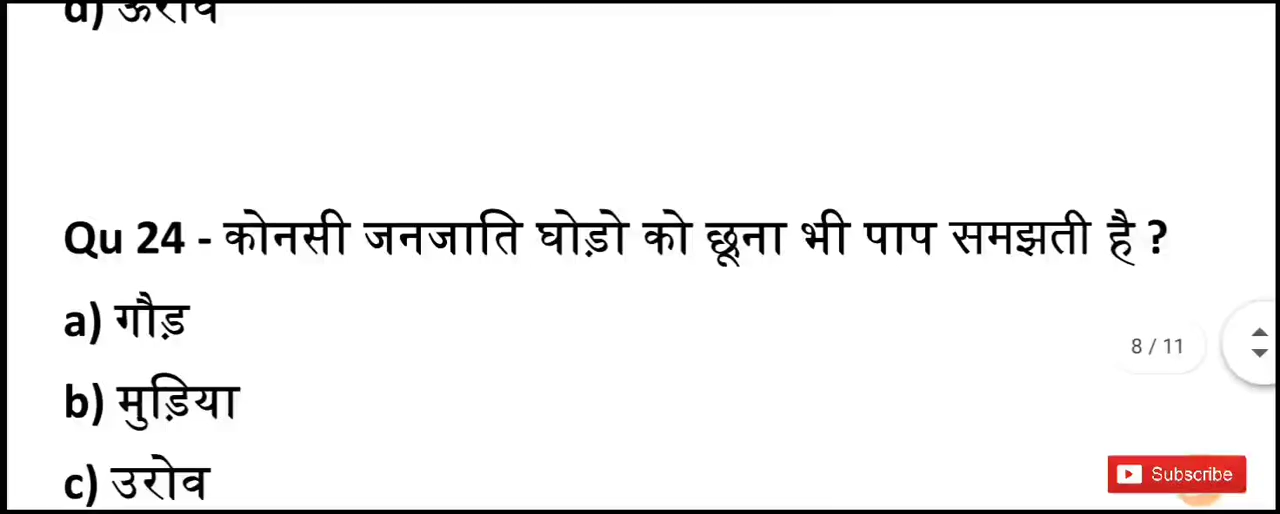 Qu 24 - कोनसी जनजाति घोड़ो को छूना भी पाप समझती है ?
a) गौड़
8 / 11
b) मुड़िया
c) उरोव
Subscribe